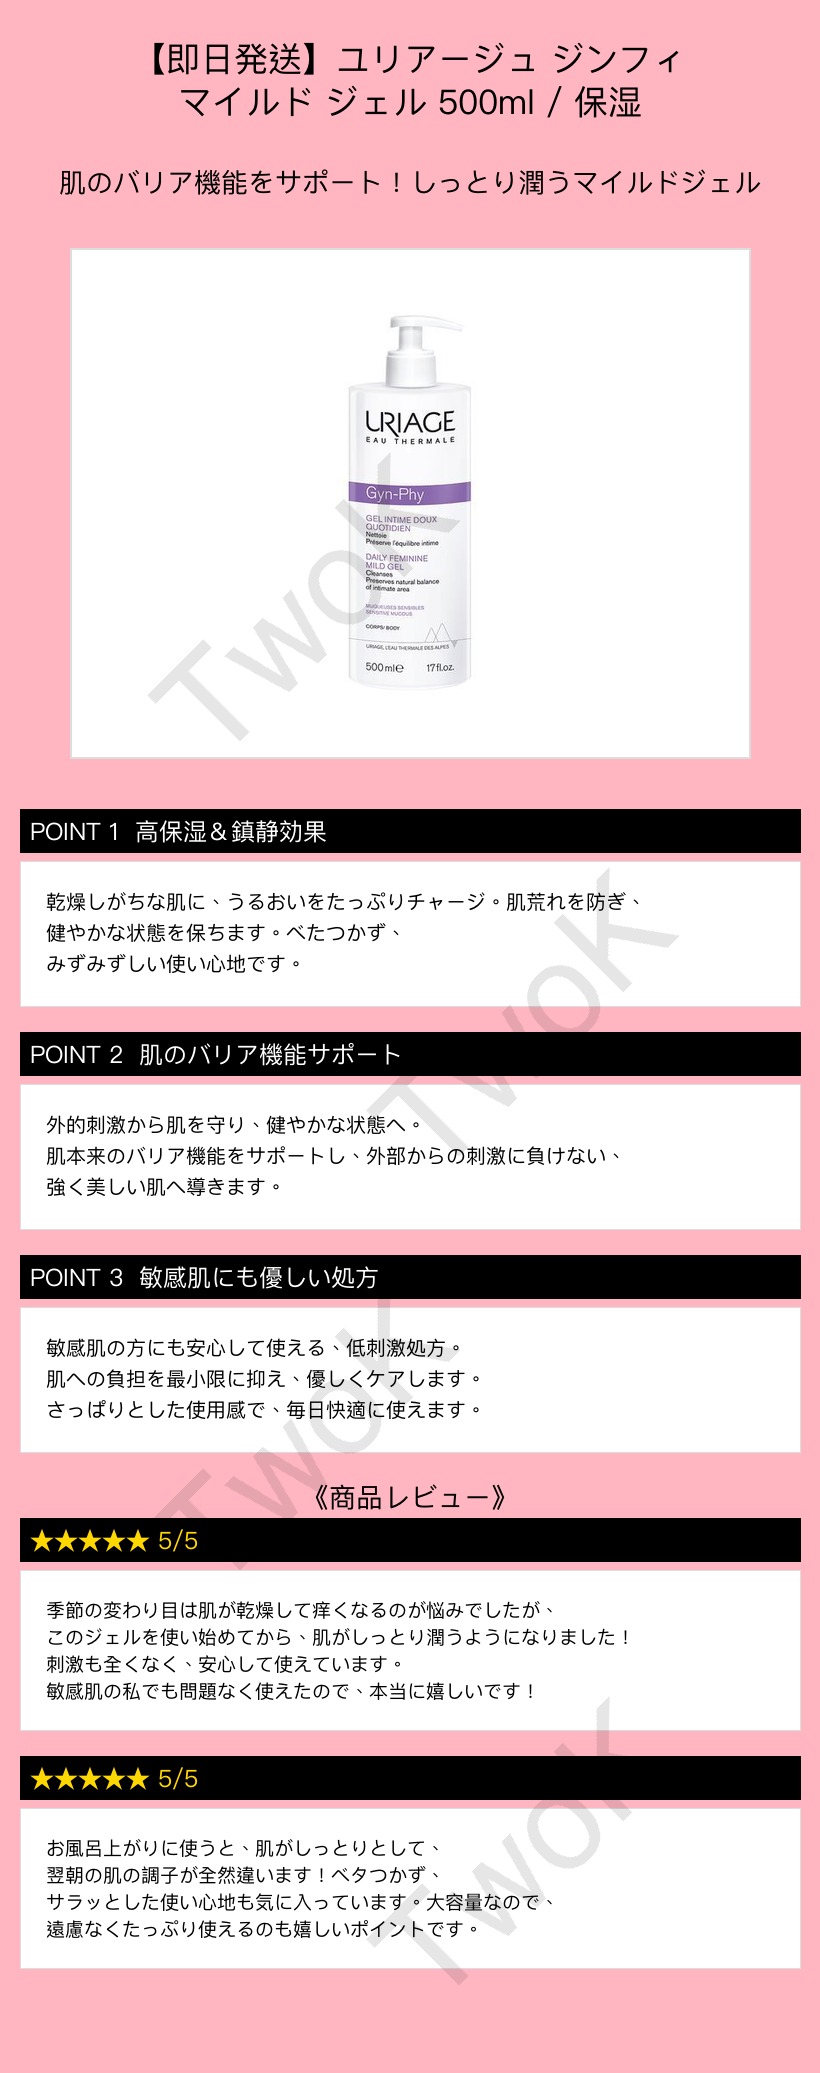 【即日発送】ユリアージュ ジンフィ
マイルド ジェル 500ml / 保湿
肌のバリア機能をサポート！しっとり潤うマイルドジェル
URIAGE
EAU THERMALE
Gyn-Phy
GEL INTIME DOUX
QUOTIDIEN
Nettoie
Préserve l'équilibre intime
DAILY FEMININE
MILD GEL
Cleanses
Preserves natural balance
of intimate area
MUQUEUSES SENSIBLES
SENSITIVE MUCOUS
CORPS/ BODY
URIAGE, L'EAU THERMALE DES ALPES
500 ml℮ 17 fl.oz.
TwoK
POINT 1 高保湿＆鎮静効果
乾燥しがちな肌に、うるおいをたっぷりチャージ。肌荒れを防ぎ、
健やかな状態を保ちます。べたつかず、
みずみずしい使い心地です。
TwoK
POINT 2 肌のバリア機能サポート
外的刺激から肌を守り、健やかな状態へ。
肌本来のバリア機能をサポートし、外部からの刺激に負けない、
強く美しい肌へ導きます。
POINT 3 敏感肌にも優しい処方
敏感肌の方にも安心して使える、低刺激処方。
肌への負担を最小限に抑え、優しくケアします。
さっぱりとした使用感で、毎日快適に使えます。
TwoK
《商品レビュー》
★★★★★ 5/5
季節の変わり目は肌が乾燥して痒くなるのが悩みでしたが、
このジェルを使い始めてから、肌がしっとり潤うようになりました！
刺激も全くなく、安心して使えています。
敏感肌の私でも問題なく使えたので、本当に嬉しいです！
★★★★★ 5/5
お風呂上がりに使うと、肌がしっとりとして、
翌朝の肌の調子が全然違います！ベタつかず、
サラッとした使い心地も気に入っています。大容量なので、
遠慮なくたっぷり使えるのも嬉しいポイントです。
TwoK